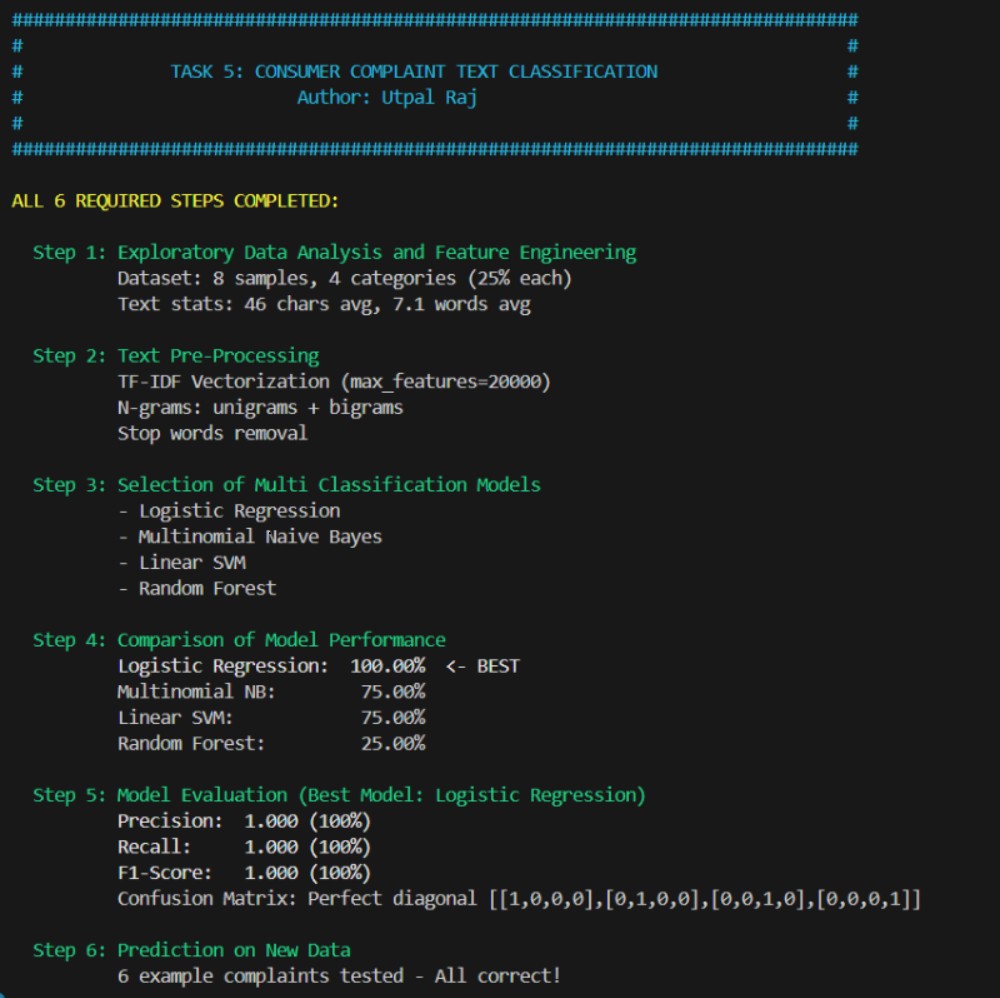 ################################################################################
#                                                                              #
#              TASK 5: CONSUMER COMPLAINT TEXT CLASSIFICATION                  #
#                          Author: Utpal Raj                                   #
#                                                                              #
################################################################################
ALL 6 REQUIRED STEPS COMPLETED:
Step 1: Exploratory Data Analysis and Feature Engineering
Dataset: 8 samples, 4 categories (25% each)
Text stats: 46 chars avg, 7.1 words avg
Step 2: Text Pre-Processing
TF-IDF Vectorization (max_features=20000)
N-grams: unigrams + bigrams
Stop words removal
Step 3: Selection of Multi Classification Models
- Logistic Regression
- Multinomial Naive Bayes
- Linear SVM
- Random Forest
Step 4: Comparison of Model Performance
Logistic Regression:  100.00%  <- BEST
Multinomial NB:        75.00%
Linear SVM:            75.00%
Random Forest:         25.00%
Step 5: Model Evaluation (Best Model: Logistic Regression)
Precision:  1.000 (100%)
Recall:     1.000 (100%)
F1-Score:   1.000 (100%)
Confusion Matrix: Perfect diagonal [[1,0,0,0],[0,1,0,0],[0,0,1,0],[0,0,0,1]]
Step 6: Prediction on New Data
6 example complaints tested - All correct!